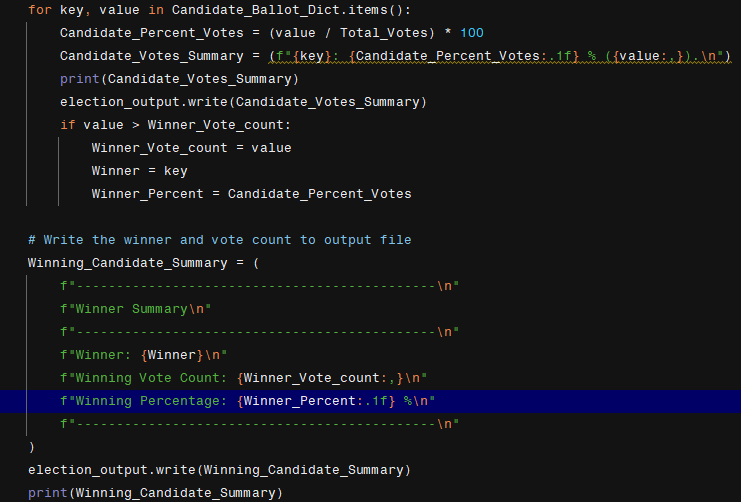 for key, value in Candidate_Ballot_Dict.items():
    Candidate_Percent_Votes = (value / Total_Votes) * 100
    Candidate_Votes_Summary = (f"{key}: {Candidate_Percent_Votes:.1f} % ({value:,}).\n")
    print(Candidate_Votes_Summary)
    election_output.write(Candidate_Votes_Summary)
    if value > Winner_Vote_count:
        Winner_Vote_count = value
        Winner = key
        Winner_Percent = Candidate_Percent_Votes
# Write the winner and vote count to output file
Winning_Candidate_Summary = (
    f"---------------------------------------------\n"
    f"Winner Summary\n"
    f"---------------------------------------------\n"
    f"Winner: {Winner}\n"
    f"Winning Vote Count: {Winner_Vote_count:,}\n"
    f"Winning Percentage: {Winner_Percent:.1f} %\n"
    f"---------------------------------------------\n"
)
election_output.write(Winning_Candidate_Summary)
print(Winning_Candidate_Summary)